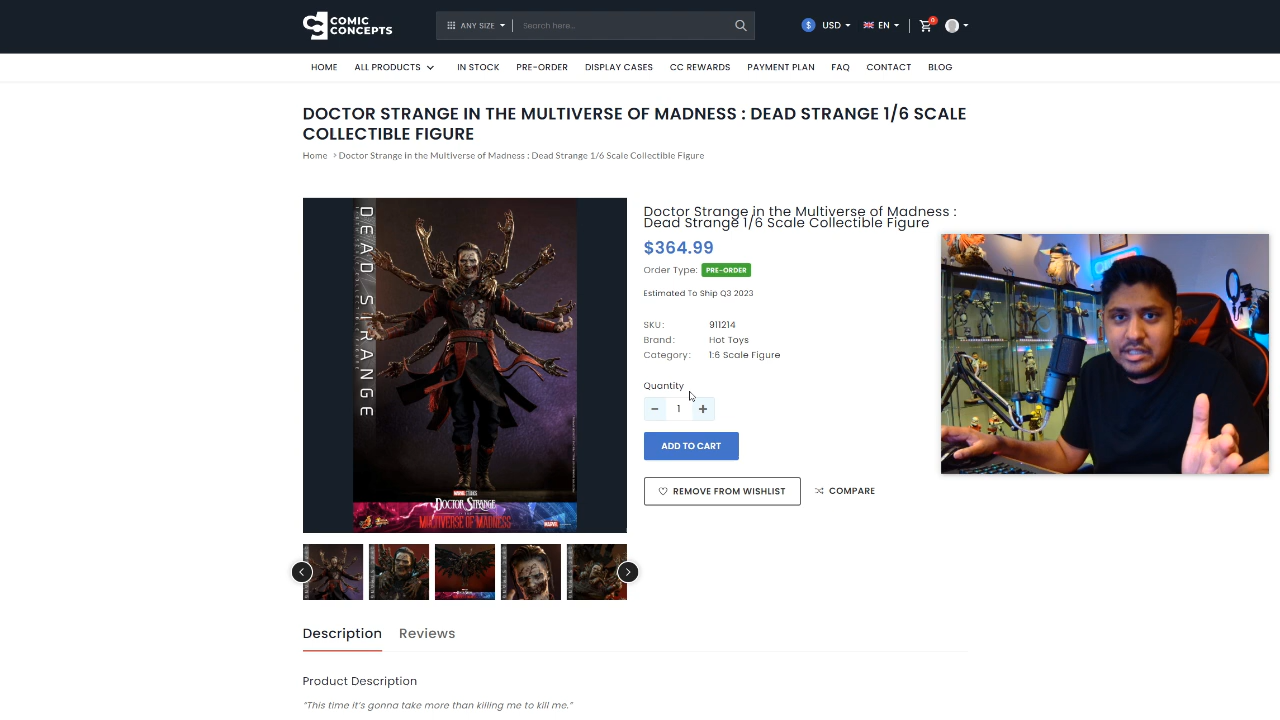 COMIC
CONCEPTS
ANY SIZE
Search here...
$
USD
EN
0
HOME
ALL PRODUCTS
IN STOCK
PRE-ORDER
DISPLAY CASES
CC REWARDS
PAYMENT PLAN
FAQ
CONTACT
BLOG
DOCTOR STRANGE IN THE MULTIVERSE OF MADNESS : DEAD STRANGE 1/6 SCALE
COLLECTIBLE FIGURE
Home > Doctor Strange in the Multiverse of Madness : Dead Strange 1/6 Scale Collectible Figure
DEAD STRANGE
MARVEL STUDIOS
DOCTOR STRANGE
MULTIVERSE OF MADNESS
MARVEL
Doctor Strange in the Multiverse of Madness :
Dead Strange 1/6 Scale Collectible Figure
$364.99
Order Type: PRE-ORDER
Estimated To Ship Q3 2023
SKU: 911214
Brand: Hot Toys
Category: 1:6 Scale Figure
Quantity
− 1 +
ADD TO CART
REMOVE FROM WISHLIST
COMPARE
Description
Reviews
Product Description
"This time it's gonna take more than killing me to kill me."